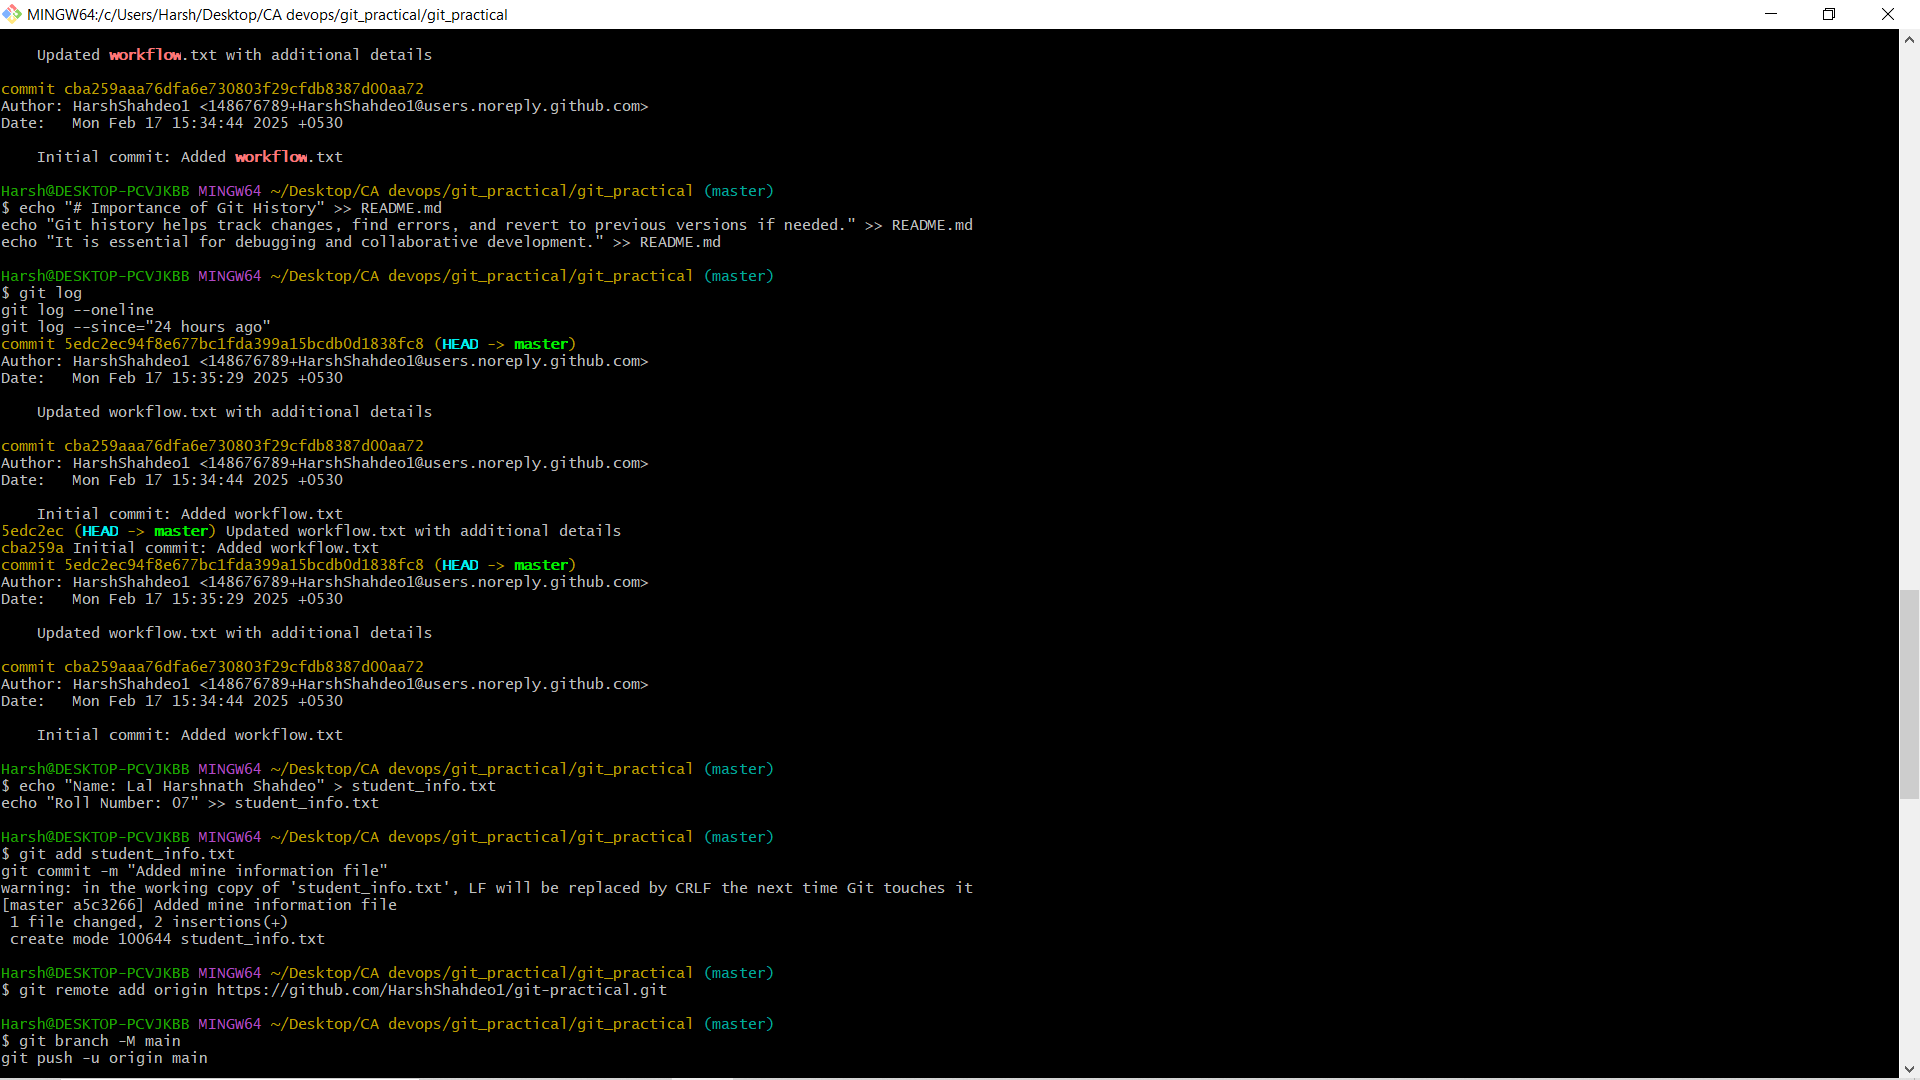 MINGW64:/c/Users/Harsh/Desktop/CA devops/git_practical/git_practical
Updated workflow.txt with additional details
commit cba259aaa76dfa6e730803f29cfdb8387d00aa72
Author: HarshShahdeo1 <148676789+HarshShahdeo1@users.noreply.github.com>
Date:   Mon Feb 17 15:34:44 2025 +0530
Initial commit: Added workflow.txt
Harsh@DESKTOP-PCVJKBB MINGW64 ~/Desktop/CA devops/git_practical/git_practical (master)
$ echo "# Importance of Git History" >> README.md
echo "Git history helps track changes, find errors, and revert to previous versions if needed." >> README.md
echo "It is essential for debugging and collaborative development." >> README.md
Harsh@DESKTOP-PCVJKBB MINGW64 ~/Desktop/CA devops/git_practical/git_practical (master)
$ git log
git log --oneline
git log --since="24 hours ago"
commit 5edc2ec94f8e677bc1fda399a15bcdb0d1838fc8 (HEAD -> master)
Author: HarshShahdeo1 <148676789+HarshShahdeo1@users.noreply.github.com>
Date:   Mon Feb 17 15:35:29 2025 +0530
Updated workflow.txt with additional details
commit cba259aaa76dfa6e730803f29cfdb8387d00aa72
Author: HarshShahdeo1 <148676789+HarshShahdeo1@users.noreply.github.com>
Date:   Mon Feb 17 15:34:44 2025 +0530
Initial commit: Added workflow.txt
5edc2ec (HEAD -> master) Updated workflow.txt with additional details
cba259a Initial commit: Added workflow.txt
commit 5edc2ec94f8e677bc1fda399a15bcdb0d1838fc8 (HEAD -> master)
Author: HarshShahdeo1 <148676789+HarshShahdeo1@users.noreply.github.com>
Date:   Mon Feb 17 15:35:29 2025 +0530
Updated workflow.txt with additional details
commit cba259aaa76dfa6e730803f29cfdb8387d00aa72
Author: HarshShahdeo1 <148676789+HarshShahdeo1@users.noreply.github.com>
Date:   Mon Feb 17 15:34:44 2025 +0530
Initial commit: Added workflow.txt
Harsh@DESKTOP-PCVJKBB MINGW64 ~/Desktop/CA devops/git_practical/git_practical (master)
$ echo "Name: Lal Harshnath Shahdeo" > student_info.txt
echo "Roll Number: 07" >> student_info.txt
Harsh@DESKTOP-PCVJKBB MINGW64 ~/Desktop/CA devops/git_practical/git_practical (master)
$ git add student_info.txt
git commit -m "Added mine information file"
warning: in the working copy of 'student_info.txt', LF will be replaced by CRLF the next time Git touches it
[master a5c3266] Added mine information file
1 file changed, 2 insertions(+)
create mode 100644 student_info.txt
Harsh@DESKTOP-PCVJKBB MINGW64 ~/Desktop/CA devops/git_practical/git_practical (master)
$ git remote add origin https://github.com/HarshShahdeo1/git-practical.git
Harsh@DESKTOP-PCVJKBB MINGW64 ~/Desktop/CA devops/git_practical/git_practical (master)
$ git branch -M main
git push -u origin main